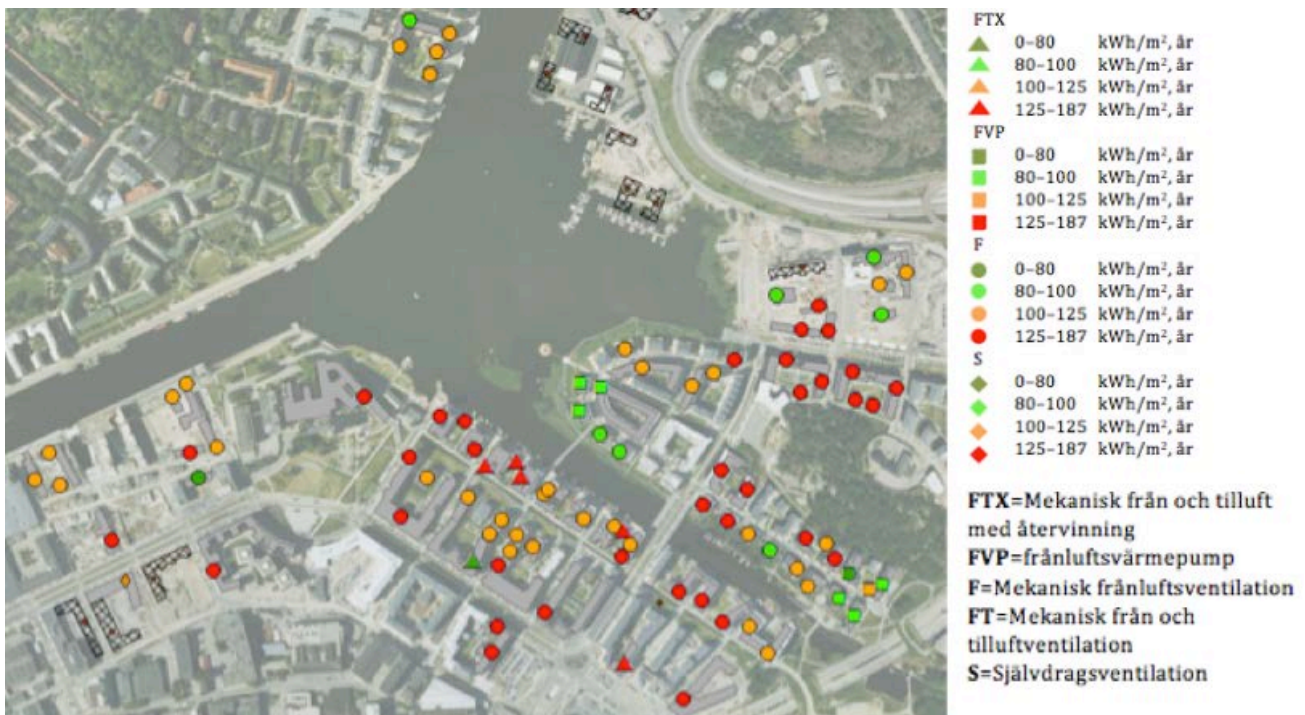 FTX
0–80 kWh/m², år
80–100 kWh/m², år
100–125 kWh/m², år
125–187 kWh/m², år
FVP
0–80 kWh/m², år
80–100 kWh/m², år
100–125 kWh/m², år
125–187 kWh/m², år
F
0–80 kWh/m², år
80–100 kWh/m², år
100–125 kWh/m², år
125–187 kWh/m², år
S
0–80 kWh/m², år
80–100 kWh/m², år
100–125 kWh/m², år
125–187 kWh/m², år
FTX=Mekanisk från och tilluft
med återvinning
FVP=frånluftsvärmepump
F=Mekanisk frånluftsventilation
FT=Mekanisk från och
tilluftventilation
S=Självdragsventilation